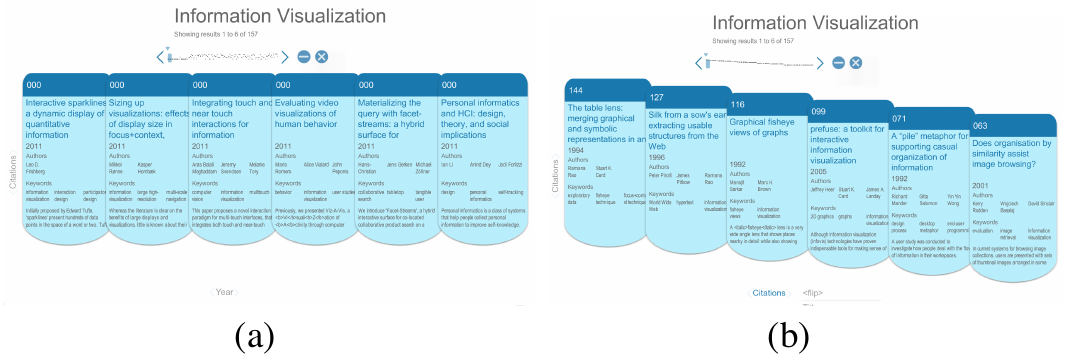 Information Visualization
Showing results 1 to 6 of 157
000
Interactive sparklines
a dynamic display of
quantitative
information
2011
Authors
Leo D.
Frishberg
Keywords
information interaction participation
visualization design design
Initially proposed by Edward Tufte,
'sparklines' present hundreds of data
points in the space of a word or two. Tuft
000
Sizing up
visualizations: effects
of display size in
focus+context,
2011
Authors
Mikkel Kasper
Rønne Hornbæk
Keywords
information large-high- multi-scale
visualization resolution navigation
Whereas the literature is clear on the
benefits of large displays and
visualizations, little is known about their
000
Integrating touch and
near touch
interactions for
information
2011
Authors
Jeremy Melanie
Moghaddam Swindells Tory
Keywords
computer information multitouch
vision visualization
This paper proposes a novel interaction
paradigm for multi-touch interfaces, that
integrates both touch and near-touch
000
Evaluating video
visualizations of
human behavior
2011
Authors
Mario Alice Vialard John
Romero Peponis
Keywords
behavior information user studies
visualization
Previously, we presented Viz-A-Vis, a
activity through computer
000
Materializing the
query with facet-
streams: a hybrid
surface for
2011
Authors
Hans- Jens Gerken Michael
Christian Zöllner
Keywords
collaborative tabletop tangible
search user
We introduce "Facet-Streams", a hybrid
interactive surface for co-located
collaborative product search on a
000
Personal informatics
and HCI: design,
theory, and social
implications
2011
Authors
Ian Li Anind Dey Jodi Forlizzi
Keywords
design personal self-tracking
informatics
Personal informatics is a class of systems
that help people collect personal
information to improve self-knowledge.
Citations
Year
(a)
Information Visualization
Showing results 1 to 6 of 157
144
The table lens:
merging graphical
and symbolic
representations in an
1994
Authors
Ramana Stuart K.
Rao Card
Keywords
exploratory fisheye focus+context
data technique technique
127
Silk from a sow's ear
extracting usable
structures from the
Web
1996
Authors
Peter Pirolli James Ramana
Pitkow Rao
Keywords
World Wide hypertext information
Web visualization
116
Graphical fisheye
views of graphs
1992
Authors
Manojit Marc H.
Sarkar Brown
Keywords
fisheye information
views visualization
A <italic>fisheye</italic> lens is a very
wide angle lens that shows places
nearby in detail while also showing
099
prefuse: a toolkit for
interactive
information
visualization
2005
Authors
Jeffrey Heer Stuart K. James A.
Card Landay
Keywords
2D graphics graphs information
visualization
Although information visualization
(infovis) technologies have proven
indispensable tools for making sense of
071
A "pile" metaphor for
supporting casual
organization of
information
1992
Authors
Richard Gitta Yin Yin
Mander Salomon Wong
Keywords
design desktop end-user
process metaphor programming
A user study was conducted to
investigate how people deal with the flow
of information in their workspaces.
063
Does organisation by
similarity assist
image browsing?
2001
Authors
Kerry Wojciech David Sinclair
Rodden Basalaj
Keywords
evaluation image information
retrieval visualization
In current systems for browsing image
collections, users are presented with sets
of thumbnail images arranged in some
Citations
Citations <flip>
(b)